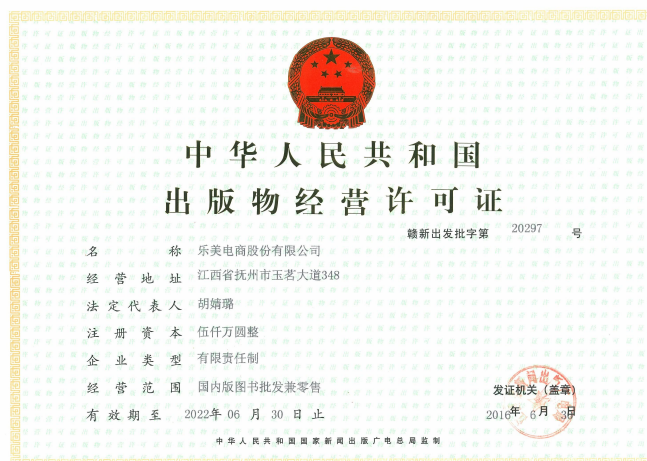 中华人民共和国
出版物经营许可证
赣新出发批字第 20297 号
名称 乐美电商股份有限公司
经营地址 江西省抚州市玉茗大道348
法定代表人 胡婧璐
注册资本 伍仟万圆整
企业类型 有限责任制
经营范围 国内版图书批发兼零售
发证机关（盖章）
有效期至 2022年 06 月 30 日止
2016年 6 月 30日
中华人民共和国国家新闻出版广电总局监制